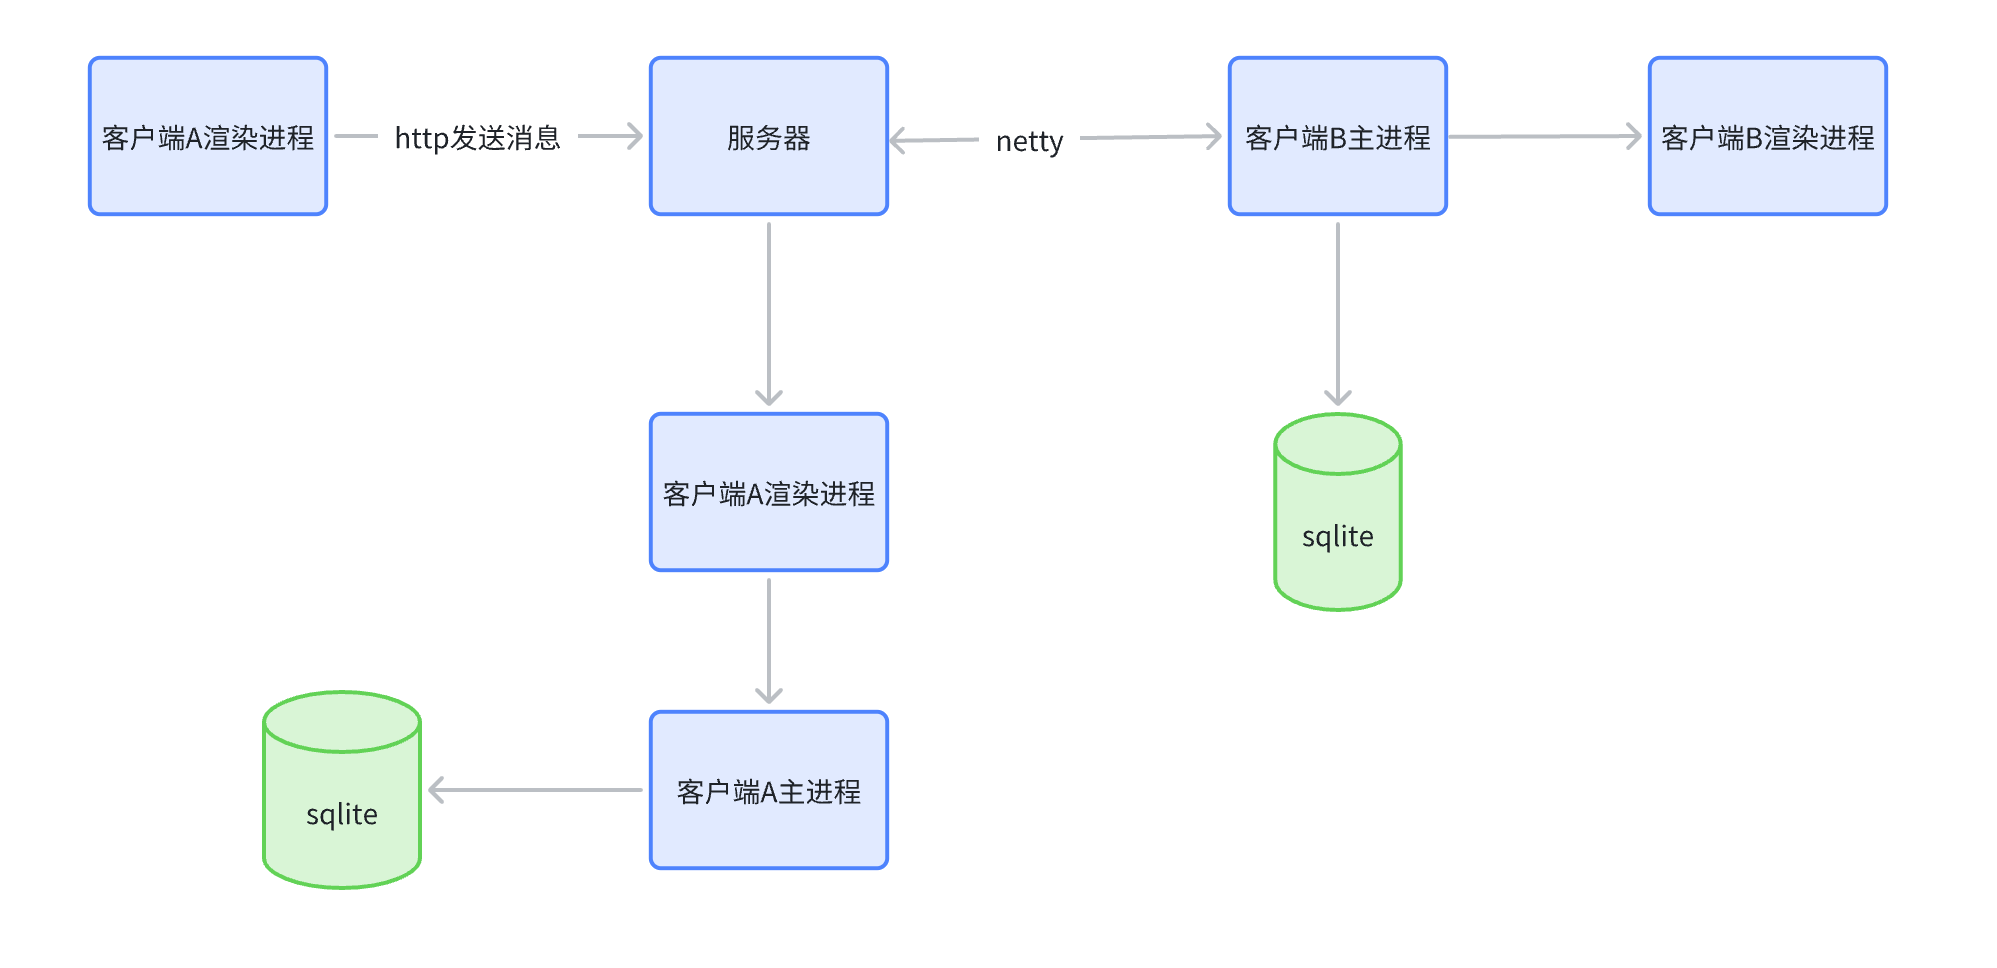 客户端A渲染进程
http发送消息
服务器
netty
客户端B主进程
客户端B渲染进程
客户端A渲染进程
sqlite
客户端A主进程
sqlite